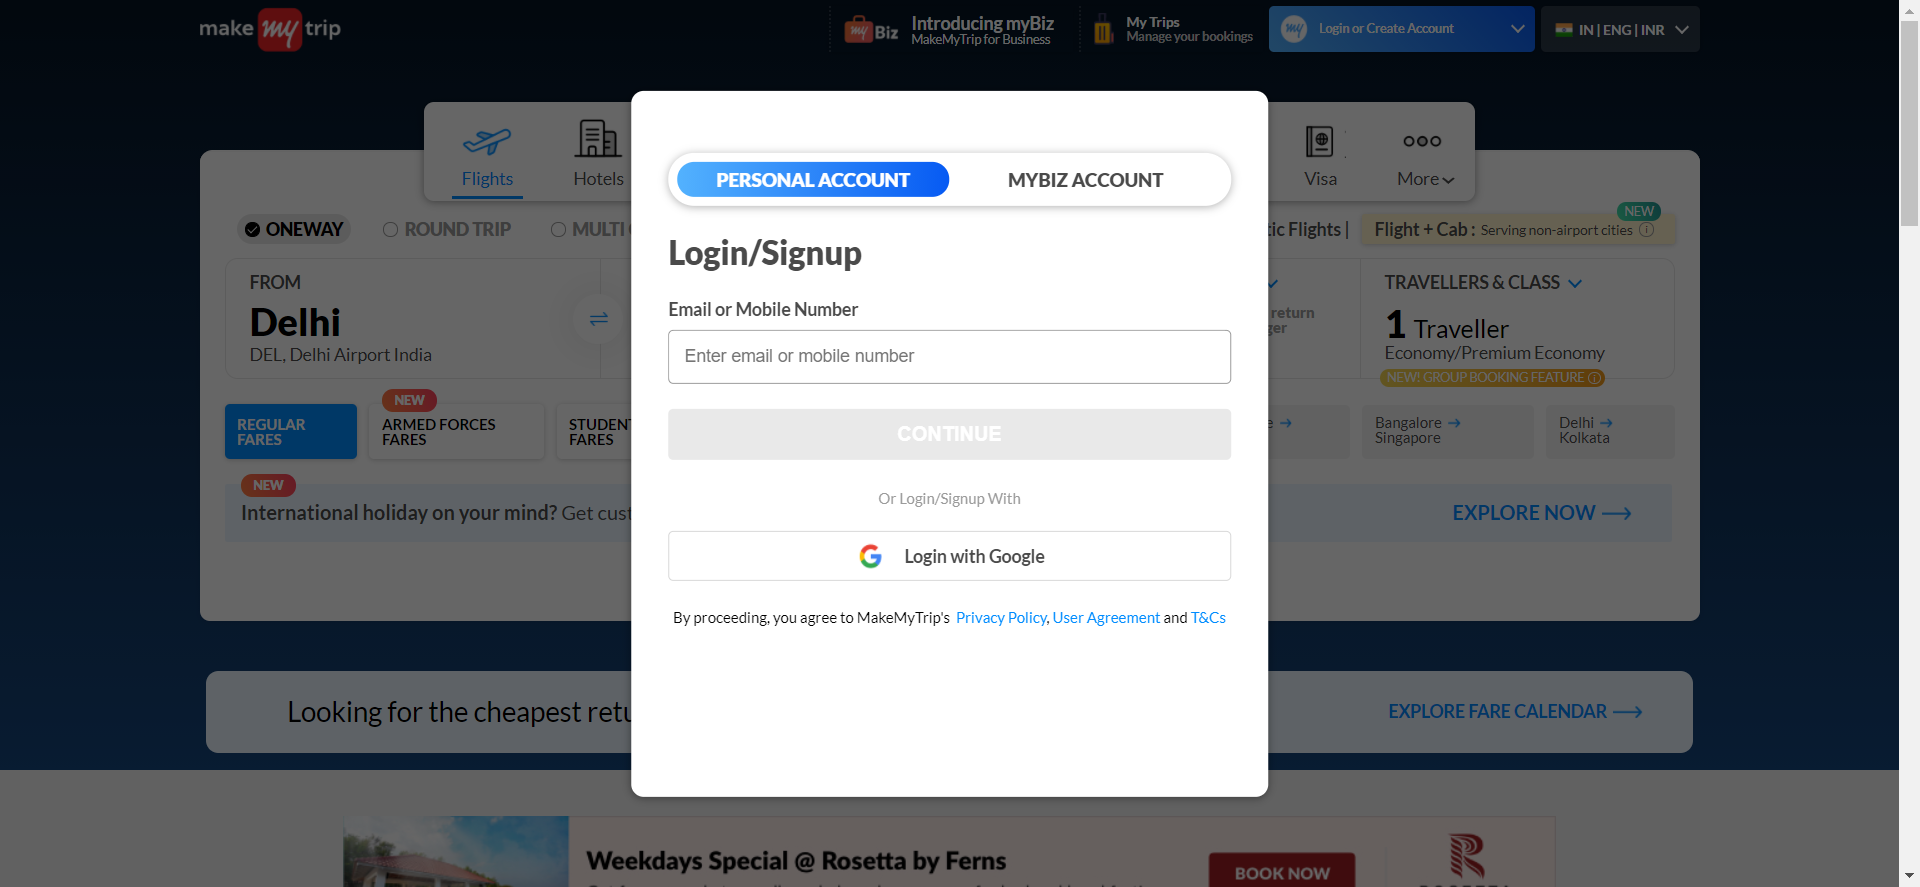 make my trip
my Biz
Introducing myBiz
MakeMyTrip for Business
My Trips
Manage your bookings
my
Login or Create Account
IN | ENG | INR
Flights
Hotels
Visa
More
ONEWAY
ROUND TRIP
MULTI
tic Flights |
NEW
Flight + Cab : Serving non-airport cities
FROM
Delhi
DEL, Delhi Airport India
return
ger
TRAVELLERS & CLASS
1 Traveller
Economy/Premium Economy
NEW! GROUP BOOKING FEATURE
REGULAR
FARES
NEW
ARMED FORCES
FARES
STUDENT
FARES
e
Bangalore
Singapore
Delhi
Kolkata
NEW
International holiday on your mind? Get cust
EXPLORE NOW
PERSONAL ACCOUNT
MYBIZ ACCOUNT
Login/Signup
Email or Mobile Number
Enter email or mobile number
CONTINUE
Or Login/Signup With
Login with Google
By proceeding, you agree to MakeMyTrip's Privacy Policy, User Agreement and T&Cs
Looking for the cheapest retu
EXPLORE FARE CALENDAR
Weekdays Special @ Rosetta by Ferns
BOOK NOW